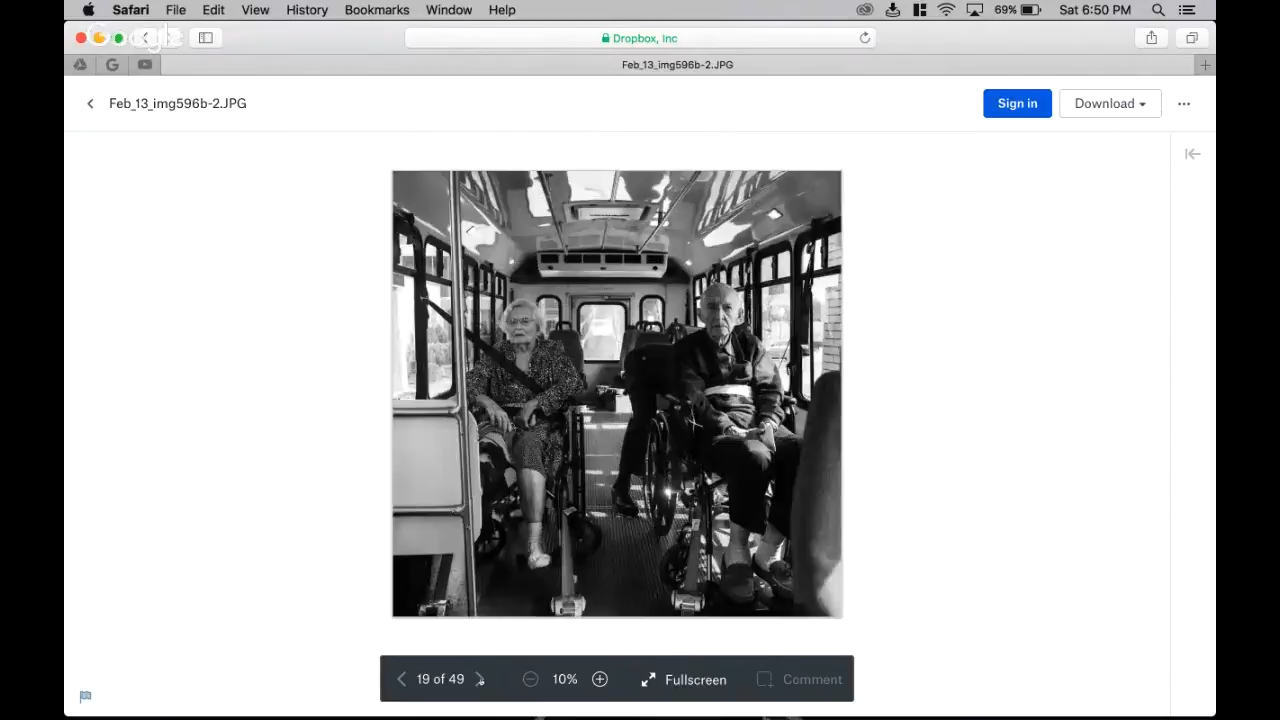 Safari File Edit View History Bookmarks Window Help 69% Sat 6:50 PM
Google
Dropbox, Inc
Feb_13_img596b-2.JPG
Feb_13_img596b-2.JPG Sign in Download
19 of 49 10% Fullscreen Comment